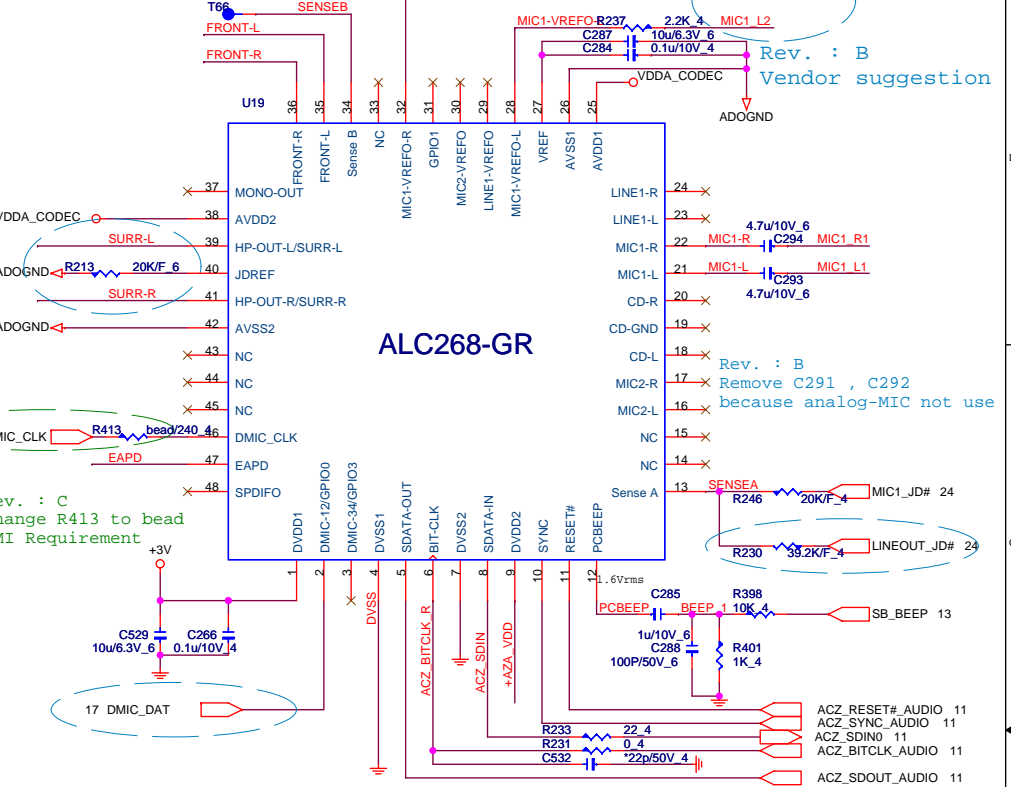 T66
SENSEB
FRONT-L
FRONT-R
MIC1-VREFO-
R237
2.2K_4
MIC1_L2
C287
10u/6.3V_6
C284
0.1u/10V_4
Rev. : B
Vendor suggestion
VDDA_CODEC
ADOGND
U19
36
35
34
33
32
31
30
29
28
27
26
25
FRONT-R
FRONT-L
Sense B
NC
MIC1-VREFO-R
GPIO1
MIC2-VREFO
LINE1-VREFO
MIC1-VREFO-L
VREF
AVSS1
AVDD1
37 MONO-OUT
VDDA_CODEC
38 AVDD2
SURR-L
39 HP-OUT-L/SURR-L
ADOGND
R213
20K/F_6
40 JDREF
SURR-R
41 HP-OUT-R/SURR-R
ADOGND
42 AVSS2
43 NC
44 NC
45 NC
MIC_CLK
R413
bead/240_4
46 DMIC_CLK
EAPD
47 EAPD
48 SPDIFO
ALC268-GR
LINE1-R 24
LINE1-L 23
MIC1-R 22
MIC1-R
4.7u/10V_6
C294
MIC1_R1
MIC1-L 21
MIC1-L
C293
4.7u/10V_6
MIC1_L1
CD-R 20
CD-GND 19
CD-L 18
MIC2-R 17
MIC2-L 16
NC 15
NC 14
Sense A 13
Rev. : B
Remove C291 , C292
because analog-MIC not use
SENSEA
R246
20K/F_4
MIC1_JD# 24
R230
39.2K/F_4
LINEOUT_JD# 24
ev. : C
hange R413 to bead
MI Requirement
DVDD1
DMIC-12/GPIO0
DMIC-34/GPIO3
DVSS1
SDATA-OUT
BIT-CLK
DVSS2
SDATA-IN
DVDD2
SYNC
RESET#
PCBEEP
1
2
3
4
5
6
7
8
9
10
11
12
1.6Vrms
+3V
C529
10u/6.3V_6
C266
0.1u/10V_4
17 DMIC_DAT
DVSS
ACZ_BITCLK_R
ACZ_SDIN
+AZA_VDD
PCBEEP
C285
1u/10V_6
BEEP_1
R398
10K_4
SB_BEEP 13
C288
100P/50V_6
R401
1K_4
ACZ_RESET#_AUDIO 11
ACZ_SYNC_AUDIO 11
R233
22_4
ACZ_SDIN0 11
R231
0_4
ACZ_BITCLK_AUDIO 11
C532
*22p/50V_4
ACZ_SDOUT_AUDIO 11